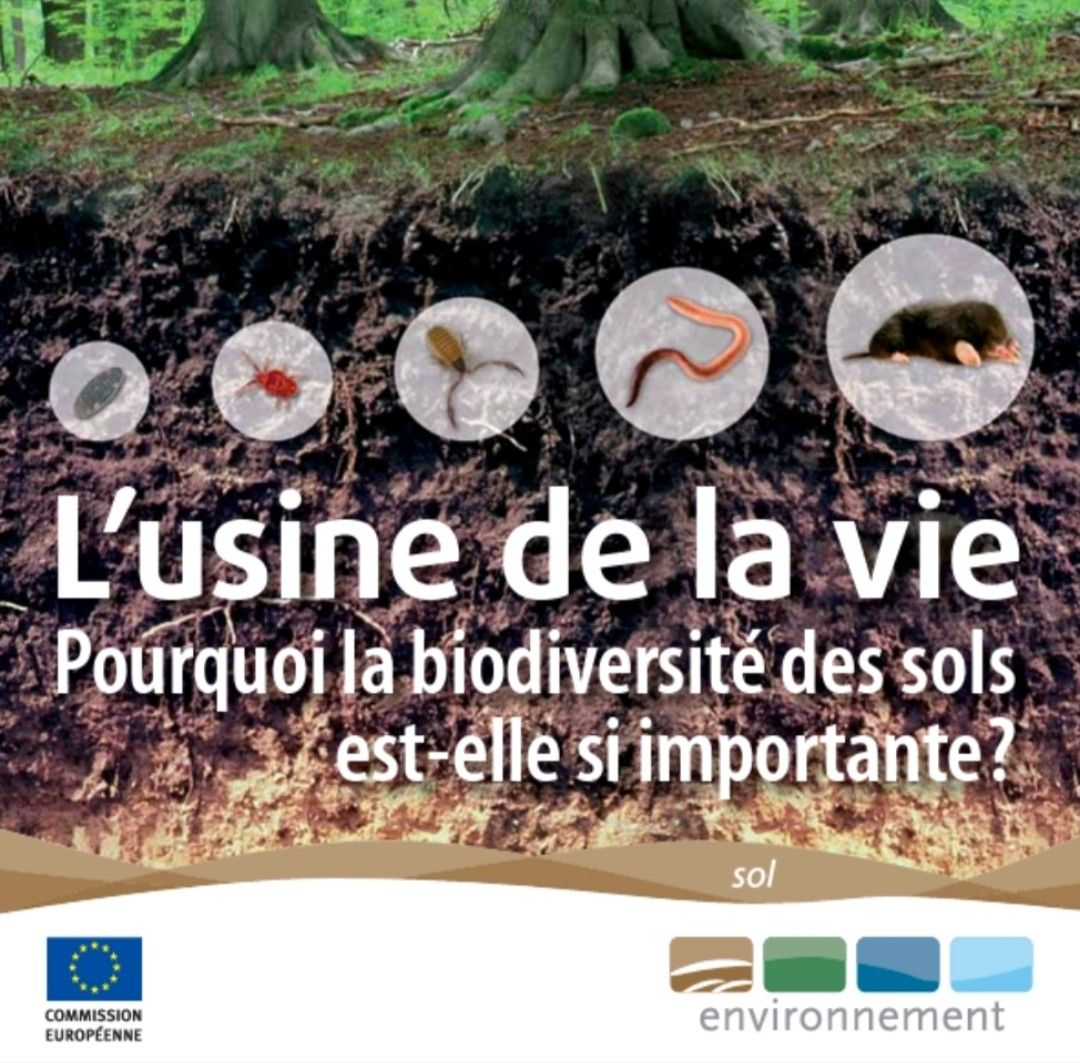 L'usine de la vie
Pourquoi la biodiversité des sols
est-elle si importante?
sol
COMMISSION
EUROPÉENNE
environnement